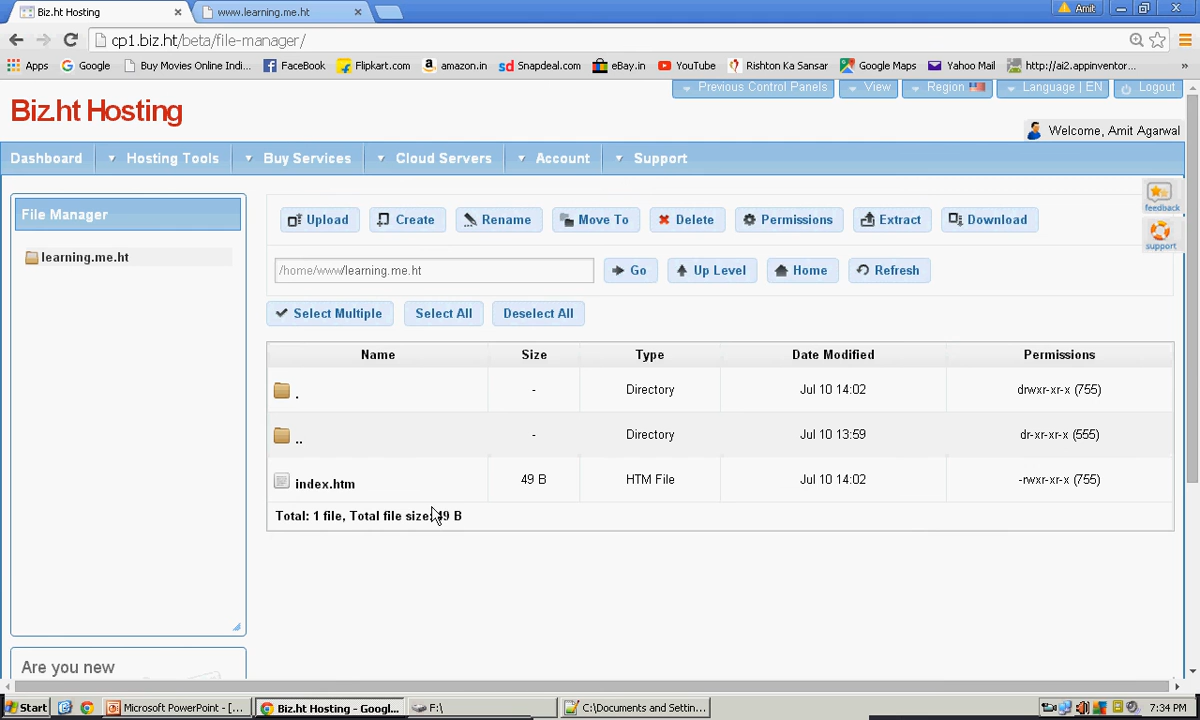 Biz.ht Hosting
www.learning.me.ht
Amit
cp1.biz.ht/beta/file-manager/
Apps
Google
Buy Movies Online Indi...
FaceBook
Flipkart.com
amazon.in
Snapdeal.com
eBay.in
YouTube
Rishton Ka Sansar
Google Maps
Yahoo Mail
http://ai2.appinventor...
»
Previous Control Panels
View
Region
Language | EN
Logout
Biz.ht Hosting
Welcome, Amit Agarwal
Dashboard
Hosting Tools
Buy Services
Cloud Servers
Account
Support
feedback
support
File Manager
learning.me.ht
Upload
Create
Rename
Move To
Delete
Permissions
Extract
Download
/home/www/learning.me.ht
Go
Up Level
Home
Refresh
Select Multiple
Select All
Deselect All
Name Size Type Date Modified Permissions
. - Directory Jul 10 14:02 drwxr-xr-x (755)
.. - Directory Jul 10 13:59 dr-xr-xr-x (555)
index.htm 49 B HTM File Jul 10 14:02 -rwxr-xr-x (755)
Total: 1 file, Total file size: 49 B
Are you new
Start
Microsoft PowerPoint - [...
Biz.ht Hosting - Googl...
F:\
C:\Documents and Settin...
7:34 PM